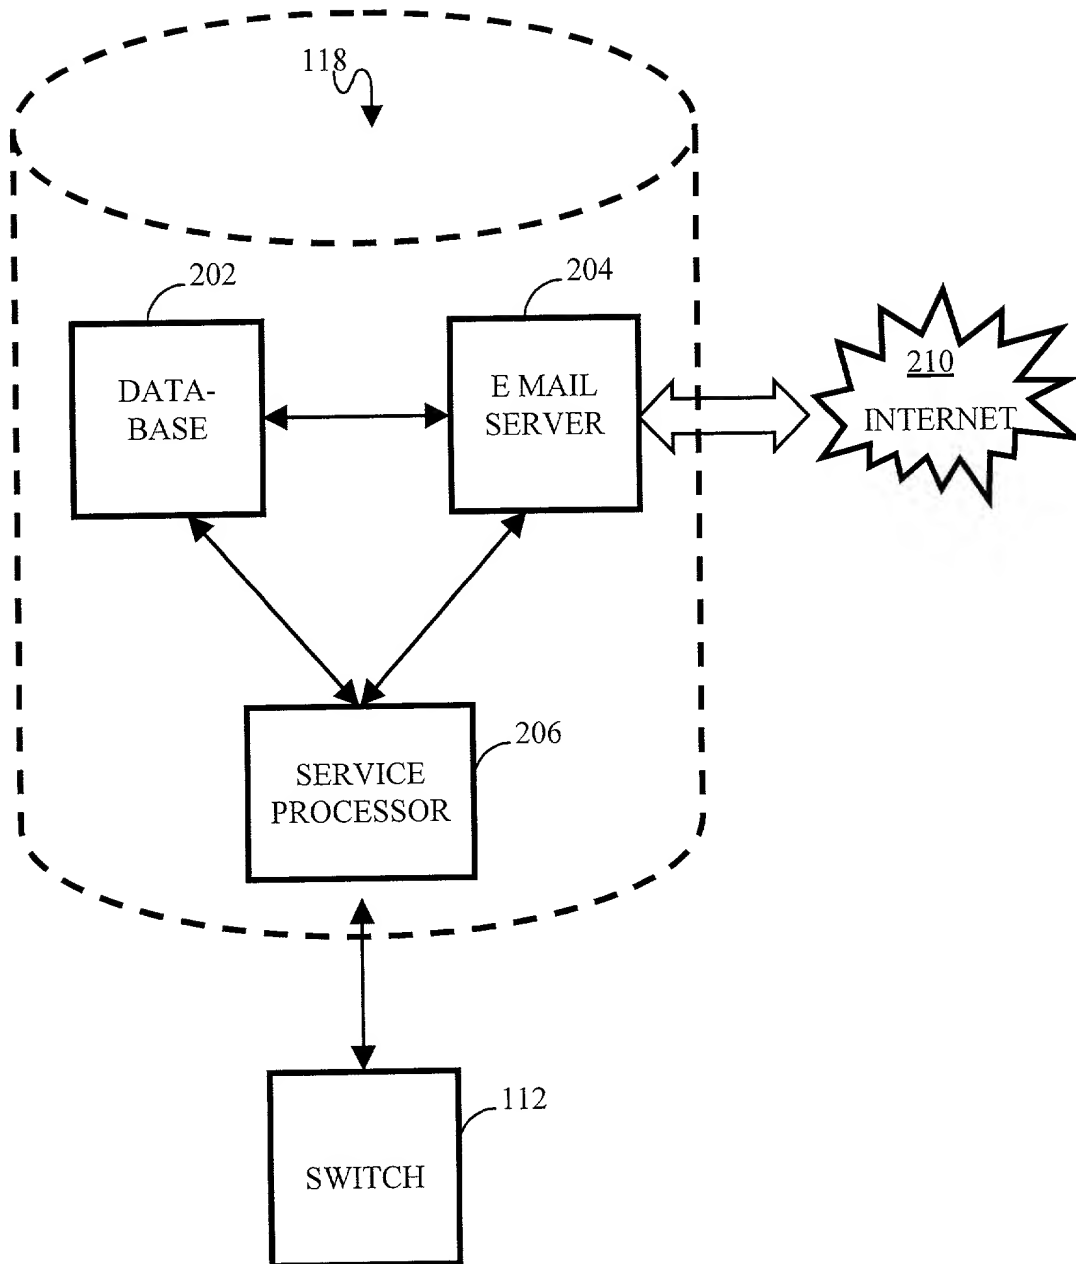 118
202
204
DATA-
BASE
E MAIL
SERVER
210
INTERNET
206
SERVICE
PROCESSOR
112
SWITCH